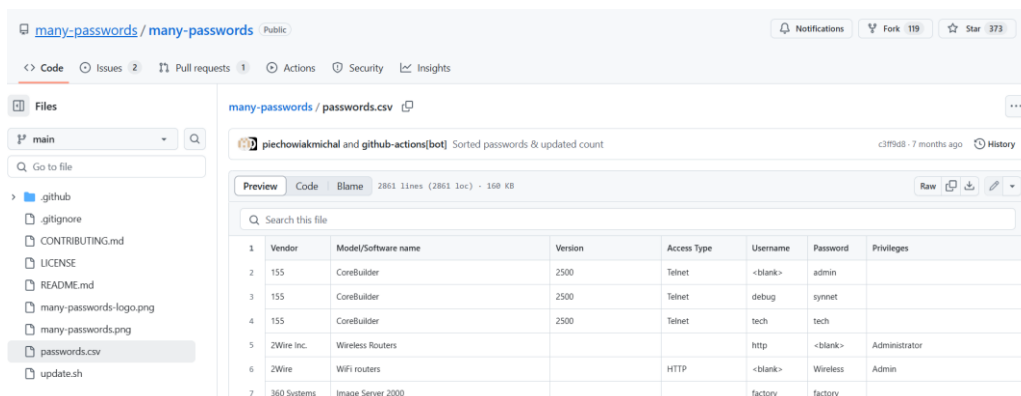 many-passwords / many-passwords Public Notifications Fork 119 Star 373
Code Issues 2 Pull requests 1 Actions Security Insights
Files
main
Go to file
.github
.gitignore
CONTRIBUTING.md
LICENSE
README.md
many-passwords-logo.png
many-passwords.png
passwords.csv
update.sh
many-passwords / passwords.csv
piechowiakmichal and github-actions[bot] Sorted passwords & updated count c3ff9d8 · 7 months ago History
Preview Code Blame 2861 lines (2861 loc) · 160 KB Raw
Search this file
1 Vendor Model/Software name Version Access Type Username Password Privileges
2 155 CoreBuilder 2500 Telnet <blank> admin
3 155 CoreBuilder 2500 Telnet debug synnet
4 155 CoreBuilder 2500 Telnet tech tech
5 2Wire Inc. Wireless Routers http <blank> Administrator
6 2Wire WiFi routers HTTP <blank> Wireless Admin
7 360 Systems Image Server 2000 factory factory